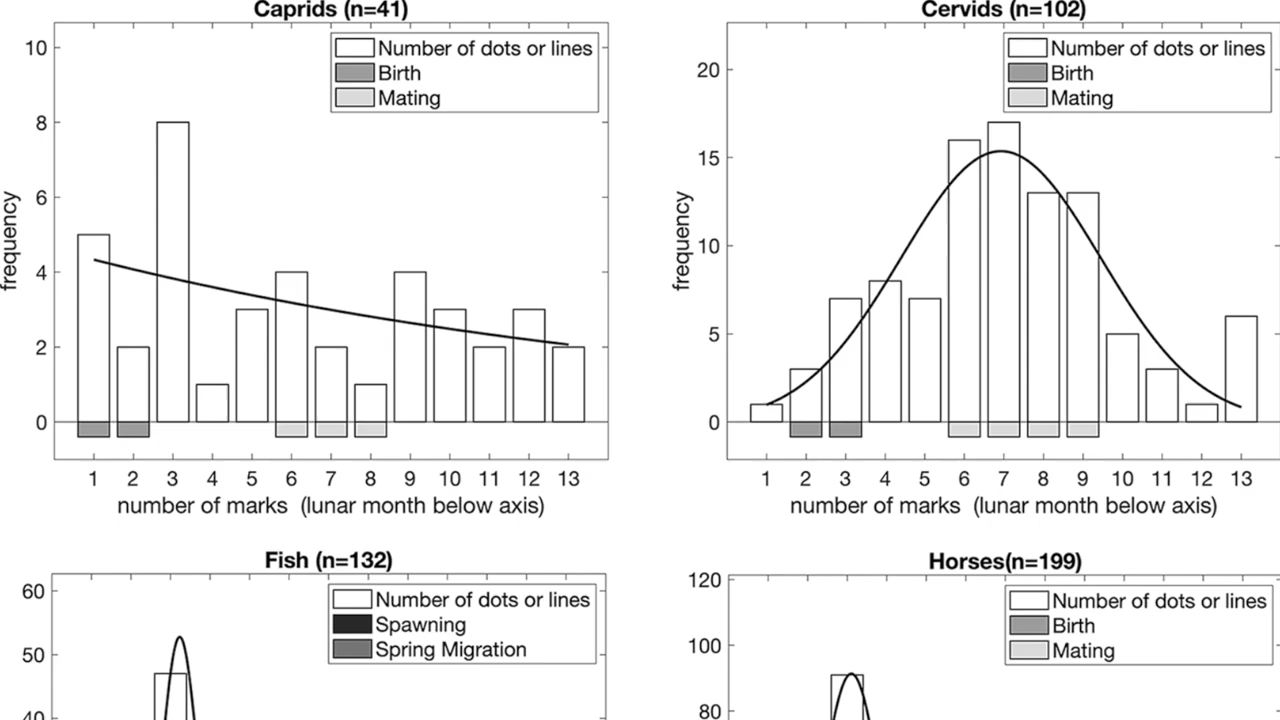 Caprids (n=41)
10
8
6
4
2
0
frequency
Number of dots or lines
Birth
Mating
1 2 3 4 5 6 7 8 9 10 11 12 13
number of marks (lunar month below axis)
Cervids (n=102)
20
15
10
5
0
frequency
Number of dots or lines
Birth
Mating
1 2 3 4 5 6 7 8 9 10 11 12 13
number of marks (lunar month below axis)
Fish (n=132)
60
50
40
Number of dots or lines
Spawning
Spring Migration
Horses(n=199)
120
100
80
Number of dots or lines
Birth
Mating